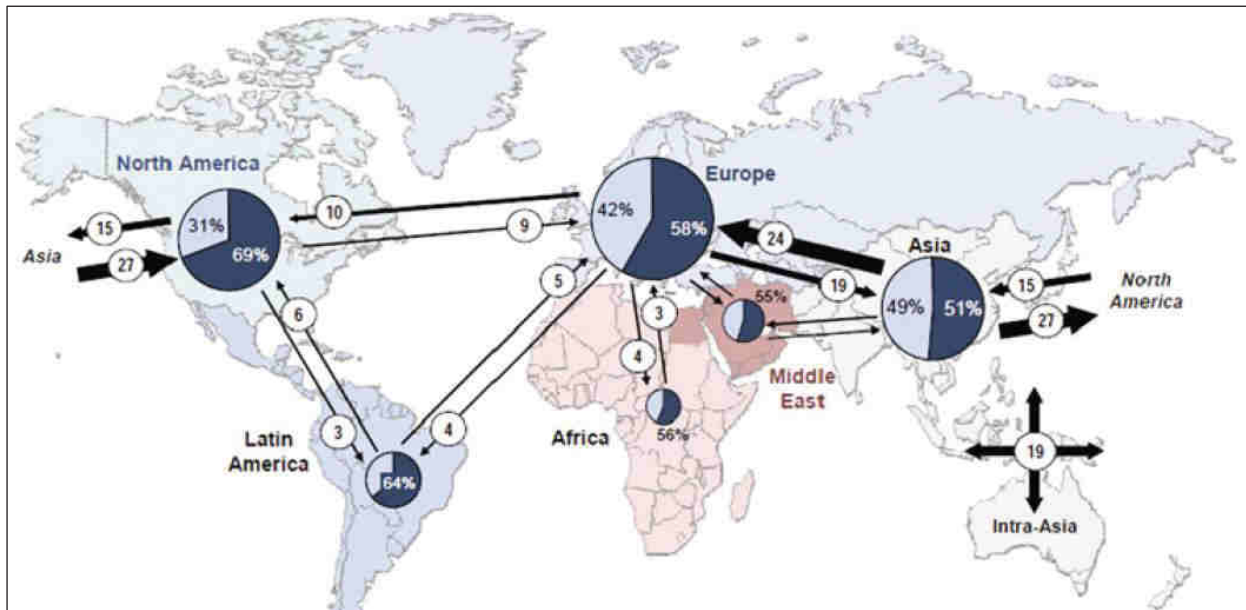 North America
31%
69%
15
Asia
27
10
9
Europe
42%
58%
24
Asia
19
49%
51%
15
North
America
27
5
6
3
4
55%
Middle
East
3
4
Latin
America
64%
Africa
56%
19
Intra-Asia